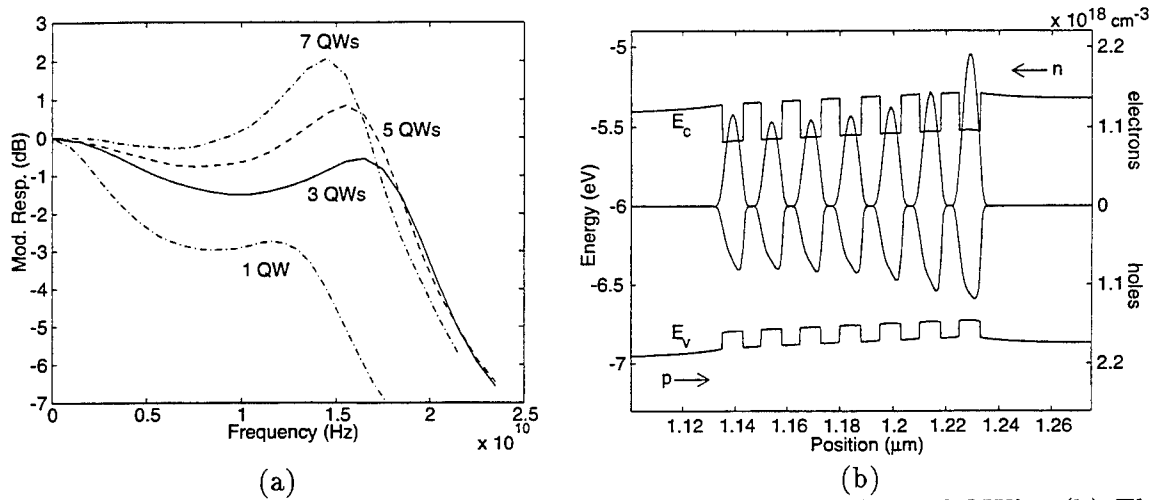 3
2
1
0
-1
-2
-3
-4
-5
-6
-7
Mod. Resp. (dB)
7 QWs
5 QWs
3 QWs
1 QW
0
0.5
1
1.5
2
2.5
x 10^10
Frequency (Hz)
(a)
x 10^18 cm^-3
-5
-5.5
-6
-6.5
-7
Energy (eV)
E_c
E_v
← n
p →
2.2
1.1
0
1.1
2.2
electrons
holes
1.12
1.14
1.16
1.18
1.2
1.22
1.24
1.26
Position (μm)
(b)